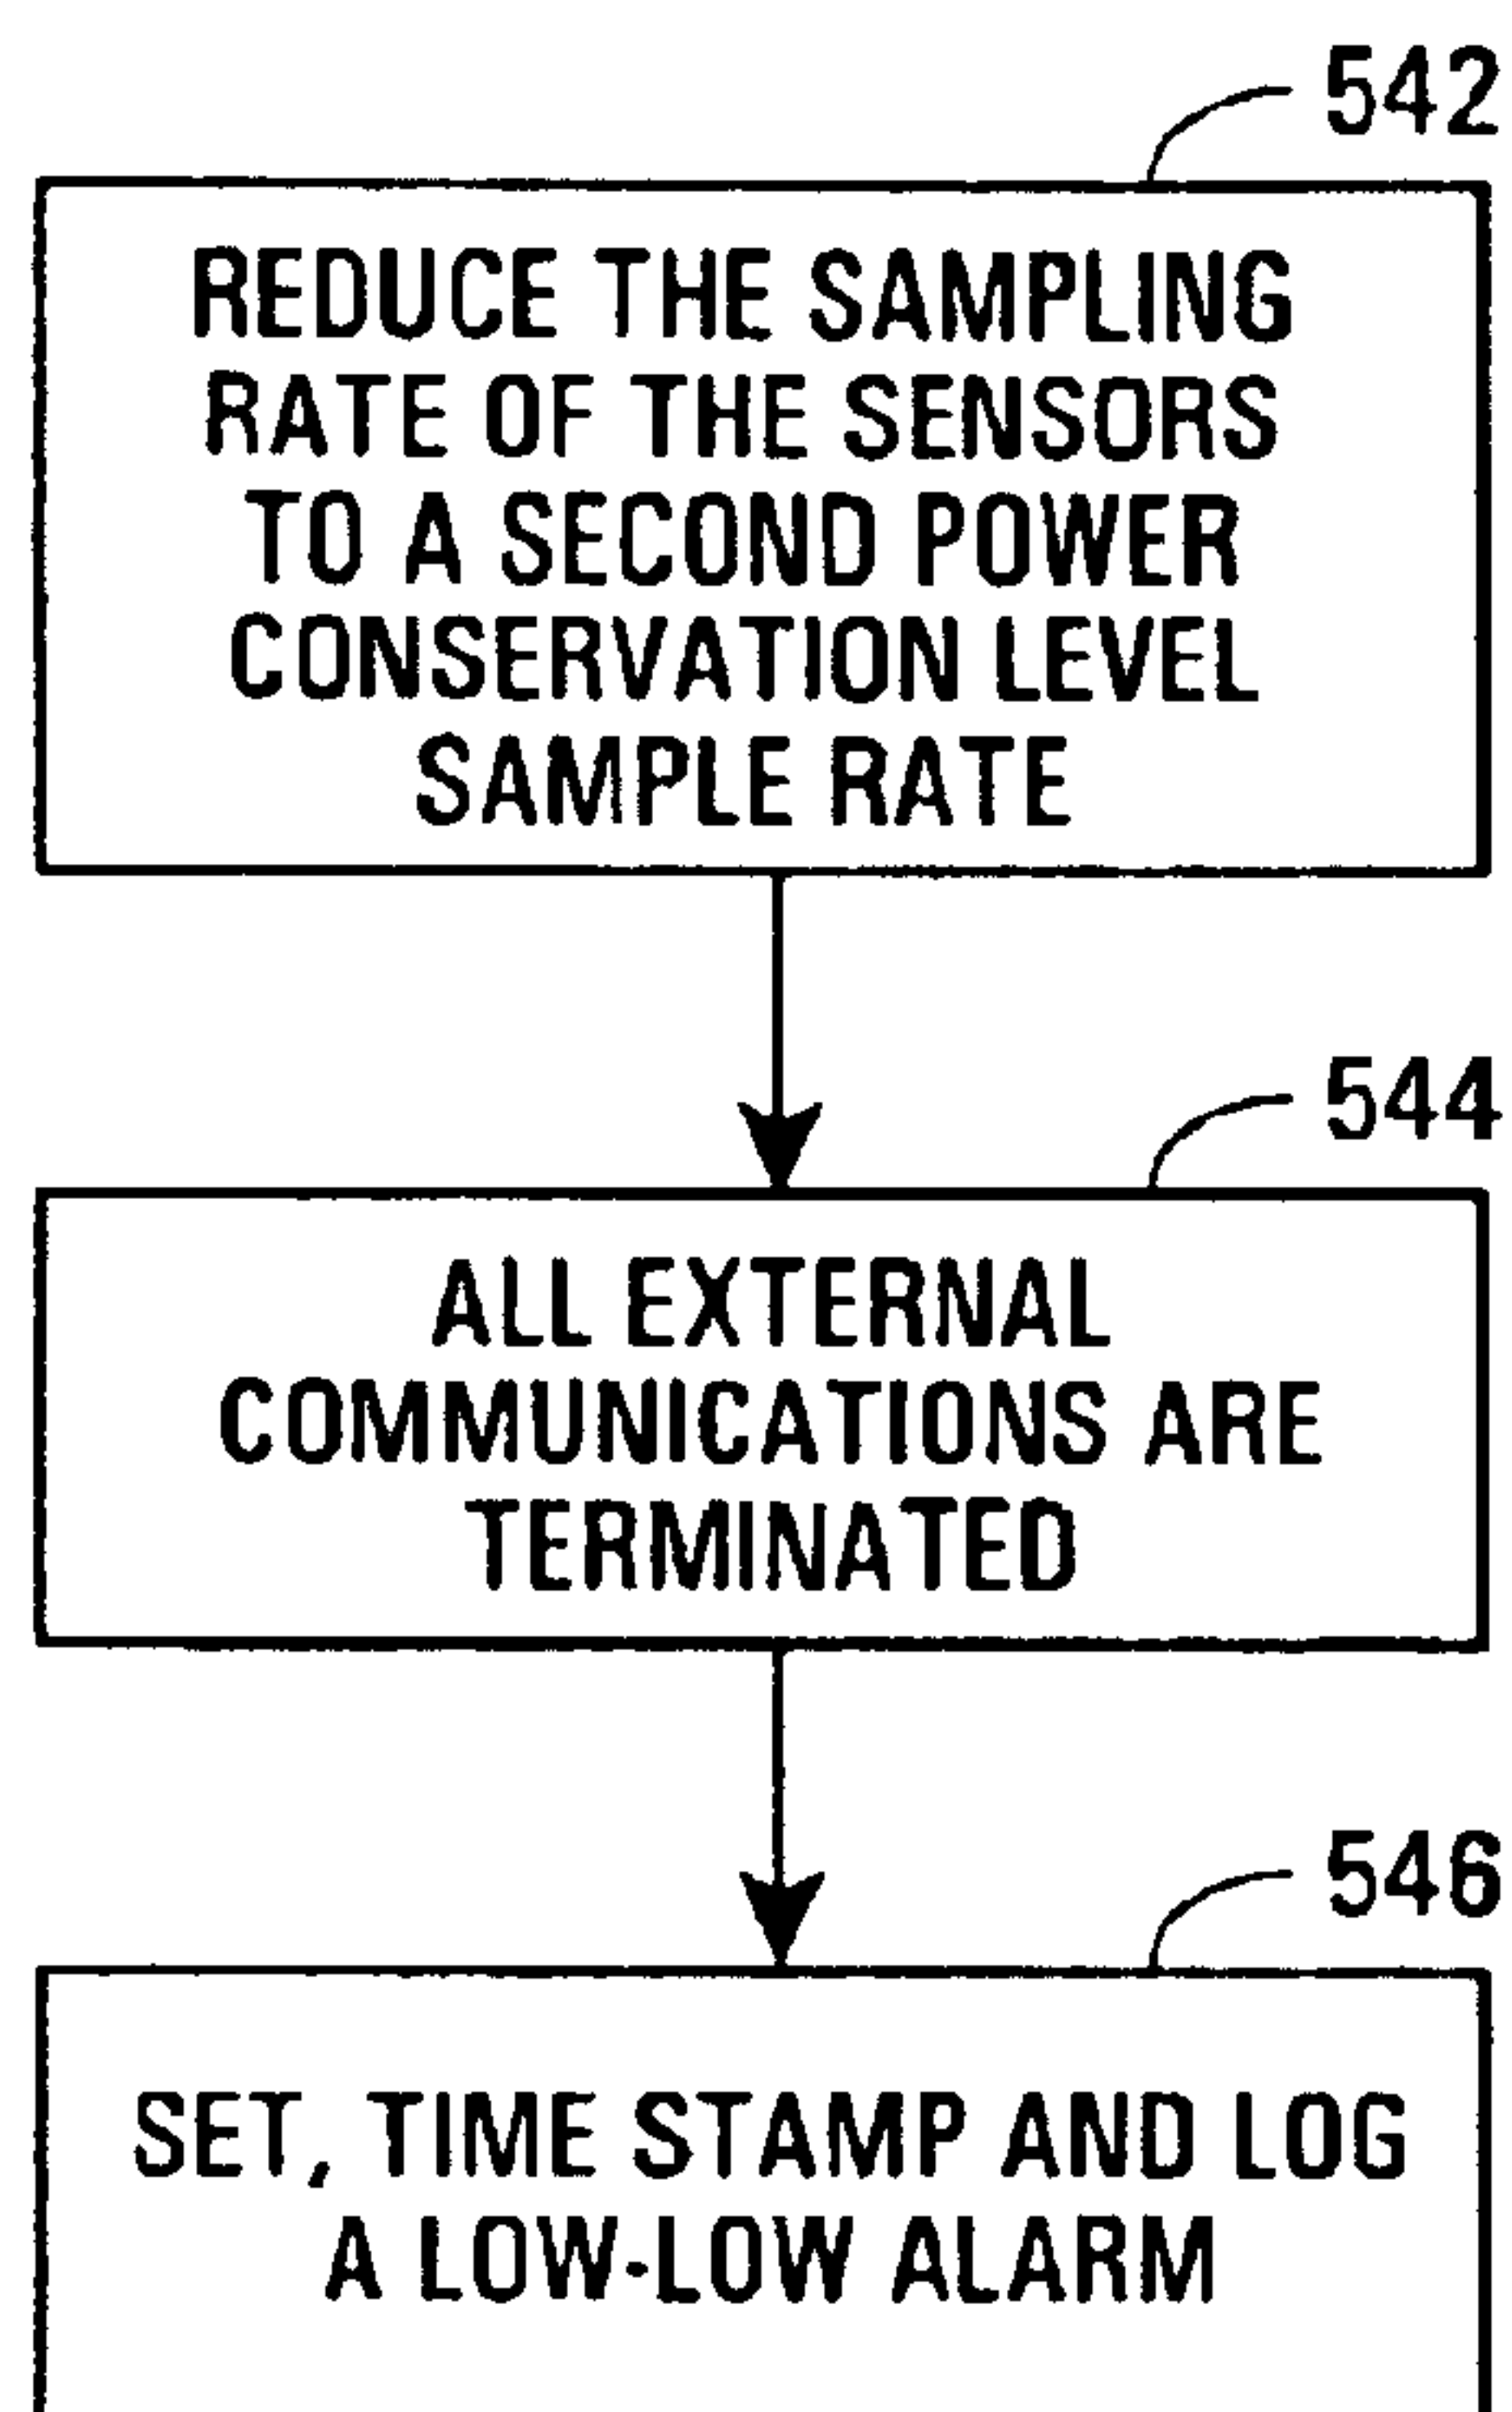 542
REDUCE THE SAMPLING
RATE OF THE SENSORS
TO A SECOND POWER
CONSERVATION LEVEL
SAMPLE RATE
544
ALL EXTERNAL
COMMUNICATIONS ARE
TERMINATED
546
SET, TIME STAMP AND LOG
A LOW-LOW ALARM